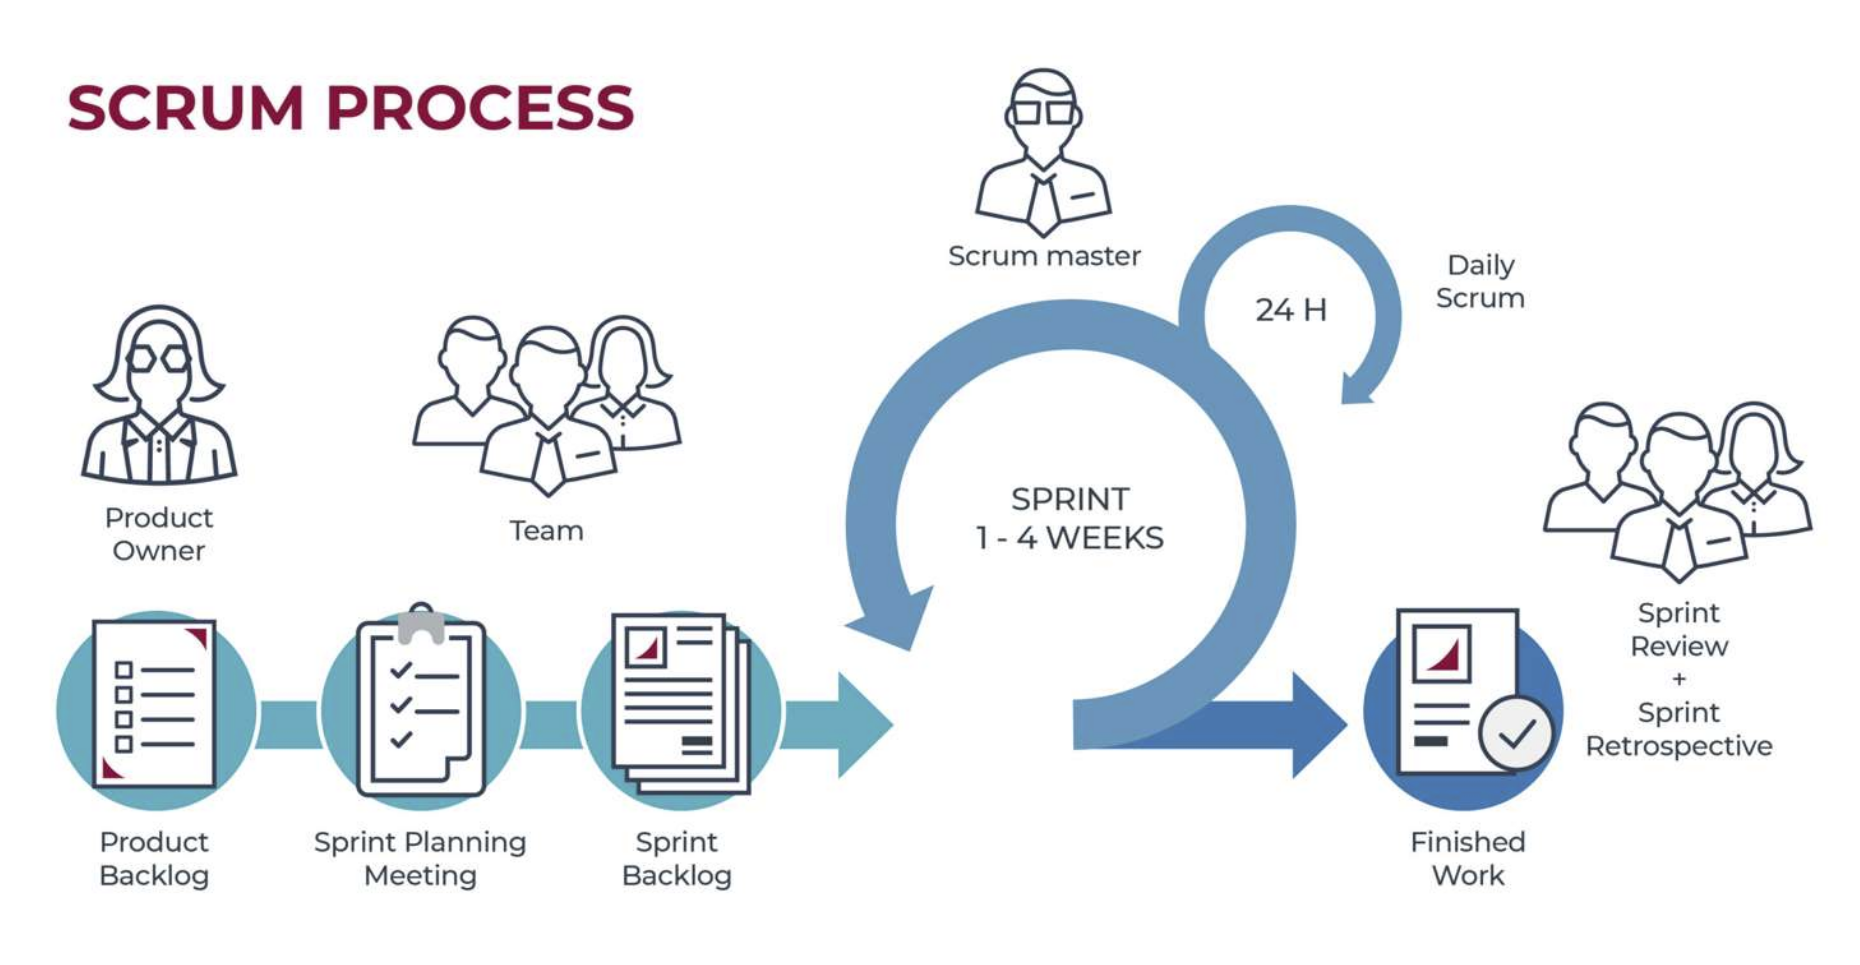 SCRUM PROCESS
Scrum master
24 H
Daily
Scrum
Product
Owner
Team
SPRINT
1 - 4 WEEKS
Sprint
Review
+
Sprint
Retrospective
Product
Backlog
Sprint Planning
Meeting
Sprint
Backlog
Finished
Work